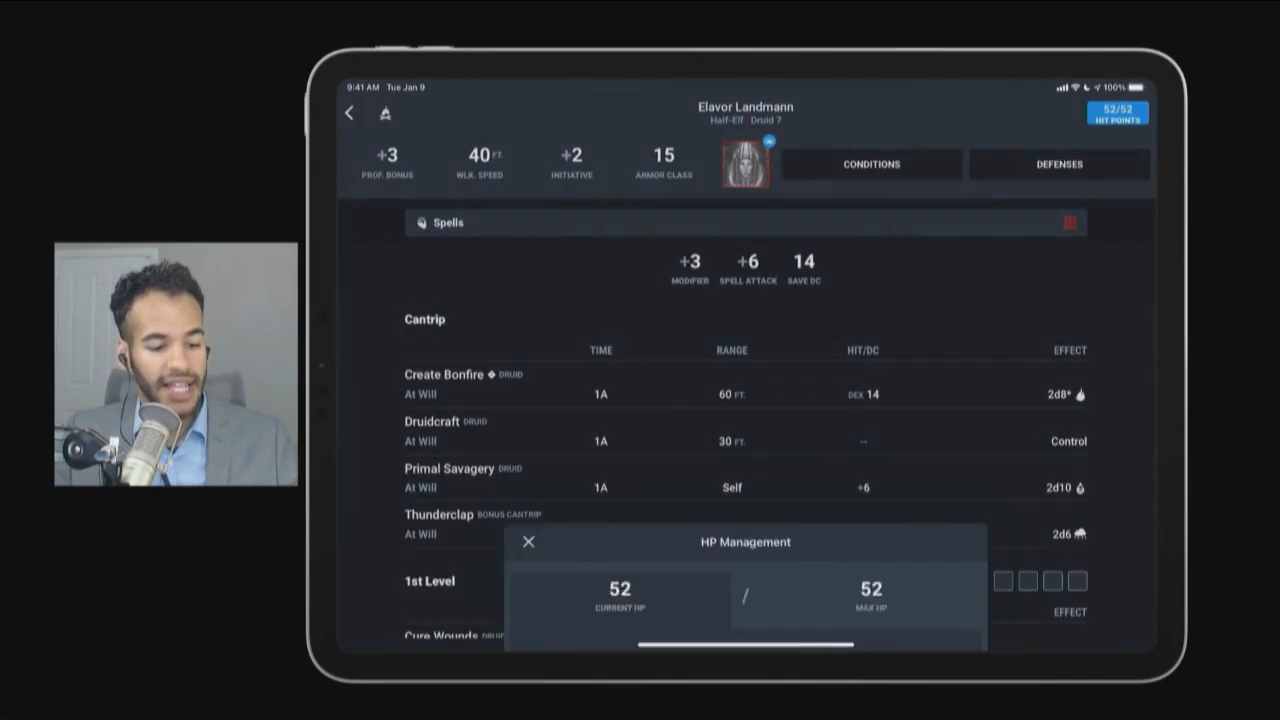 9:41 AM Tue Jan 9
100%
Elavor Landmann
Half-Elf Druid 7
52/52
HIT POINTS
+3
PROF. BONUS
40 FT.
WLK. SPEED
+2
INITIATIVE
15
ARMOR CLASS
CONDITIONS
DEFENSES
Spells
+3
MODIFIER
+6
SPELL ATTACK
14
SAVE DC
Cantrip
TIME RANGE HIT/DC EFFECT
Create Bonfire DRUID
At Will 1A 60 FT. DEX 14 2d8*
Druidcraft DRUID
At Will 1A 30 FT. -- Control
Primal Savagery DRUID
At Will 1A Self +6 2d10
Thunderclap BONUS CANTRIP
At Will 2d6
HP Management
1st Level
52
CURRENT HP
/
52
MAX HP
EFFECT
Cure Wounds DRUID